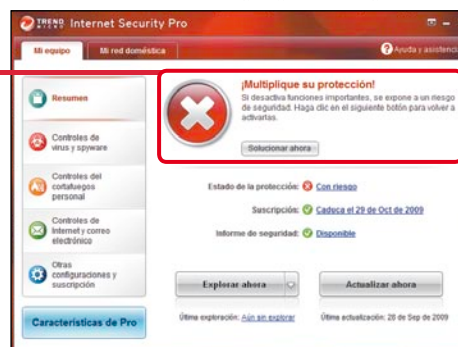 TREND MICRO Internet Security Pro
Mi equipo
Mi red doméstica
Ayuda y asistencia
Resumen
Controles de
virus y spyware
Controles del
cortafuegos
personal
Controles de
Internet y correo
electrónico
Otras
configuraciones y
suscripción
Características de Pro
¡Multiplique su protección!
Si desactiva funciones importantes, se expone a un riesgo
de seguridad. Haga clic en el siguiente botón para volver a
activarlas.
Solucionar ahora
Estado de la protección: Con riesgo
Suscripción: Caduca el 29 de Oct de 2009
Informe de seguridad: Disponible
Explorar ahora
Actualizar ahora
Última exploración: Aún sin explorar
Última actualización: 28 de Sep de 2009